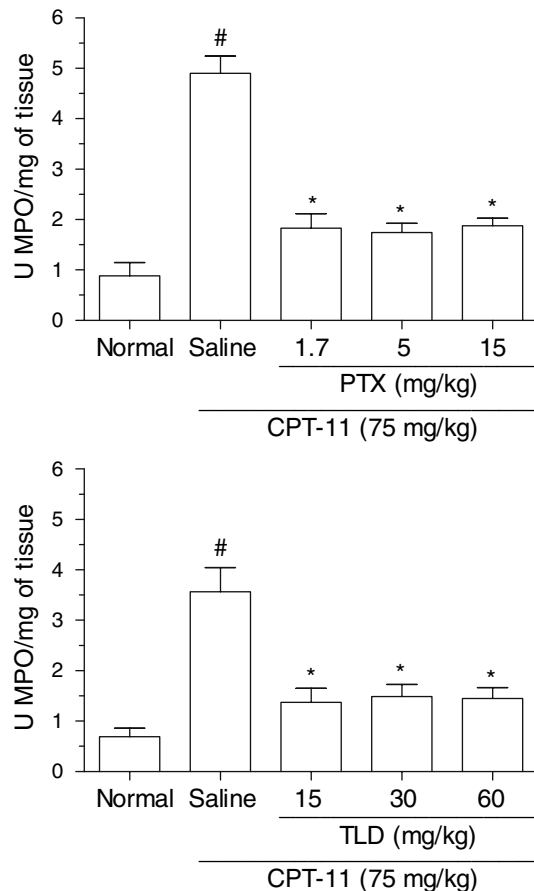 6
5
4
3
2
1
0
U MPO/mg of tissue
#
* * *
Normal Saline 1.7 5 15
PTX (mg/kg)
CPT-11 (75 mg/kg)
6
5
4
3
2
1
0
U MPO/mg of tissue
#
* * *
Normal Saline 15 30 60
TLD (mg/kg)
CPT-11 (75 mg/kg)